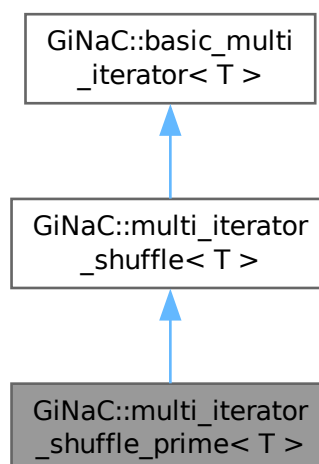 GiNaC::basic_multi
_iterator< T >
GiNaC::multi_iterator
_shuffle< T >
GiNaC::multi_iterator
_shuffle_prime< T >